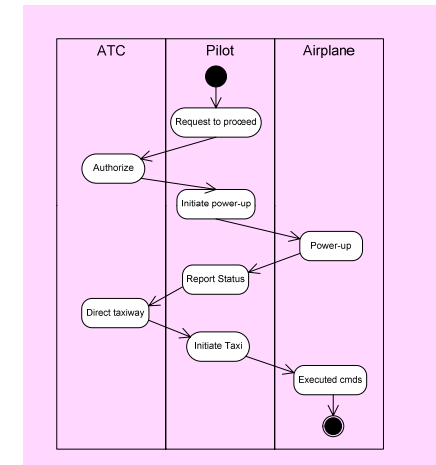 ATC Pilot Airplane
Request to proceed
Authorize
Initiate power-up
Power-up
Report Status
Direct taxiway
Initiate Taxi
Executed cmds